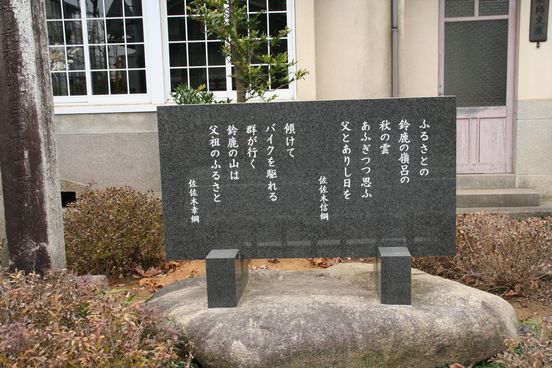 ふるさとの
鈴鹿の嶺呂の
秋の雲
あふぎつつ思ふ
父とありし日を
佐佐木信綱
傾けて
バイクを駆れる
群が行く
鈴鹿の山は
父祖のふるさと
佐佐木幸綱